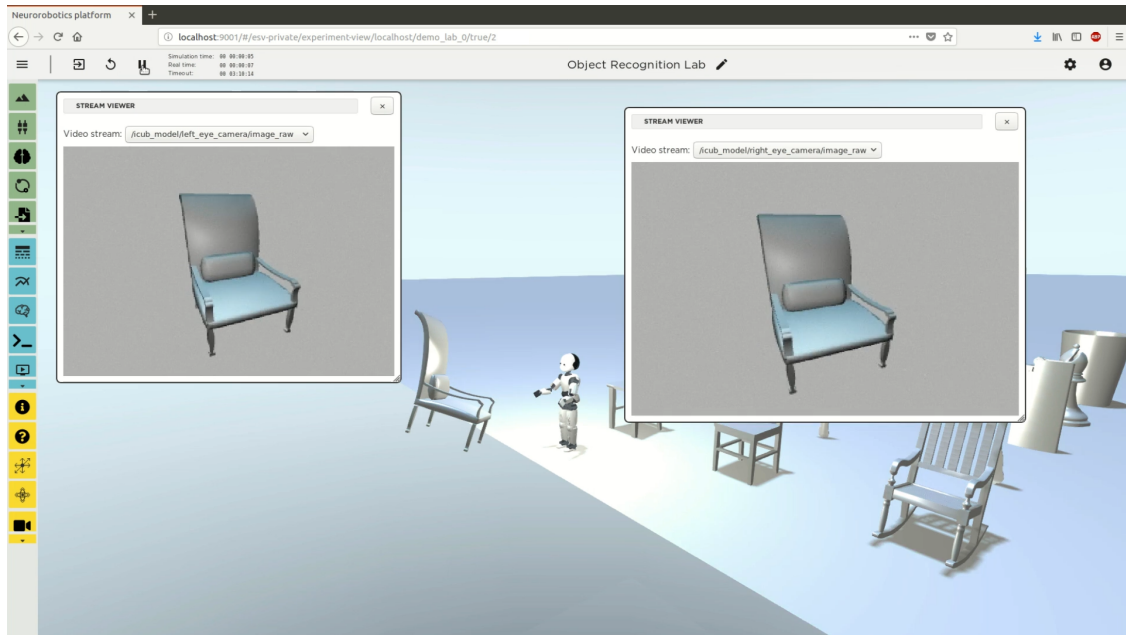 Neurorobotics platform
localhost:9001/#/esv-private/experiment-view/localhost/demo_lab_0/true/2
Simulation time: 00 00:00:05
Real time: 00 00:00:07
Timeout: 00 03:10:14
Object Recognition Lab
STREAM VIEWER
Video stream: /icub_model/left_eye_camera/image_raw
STREAM VIEWER
Video stream: /icub_model/right_eye_camera/image_raw